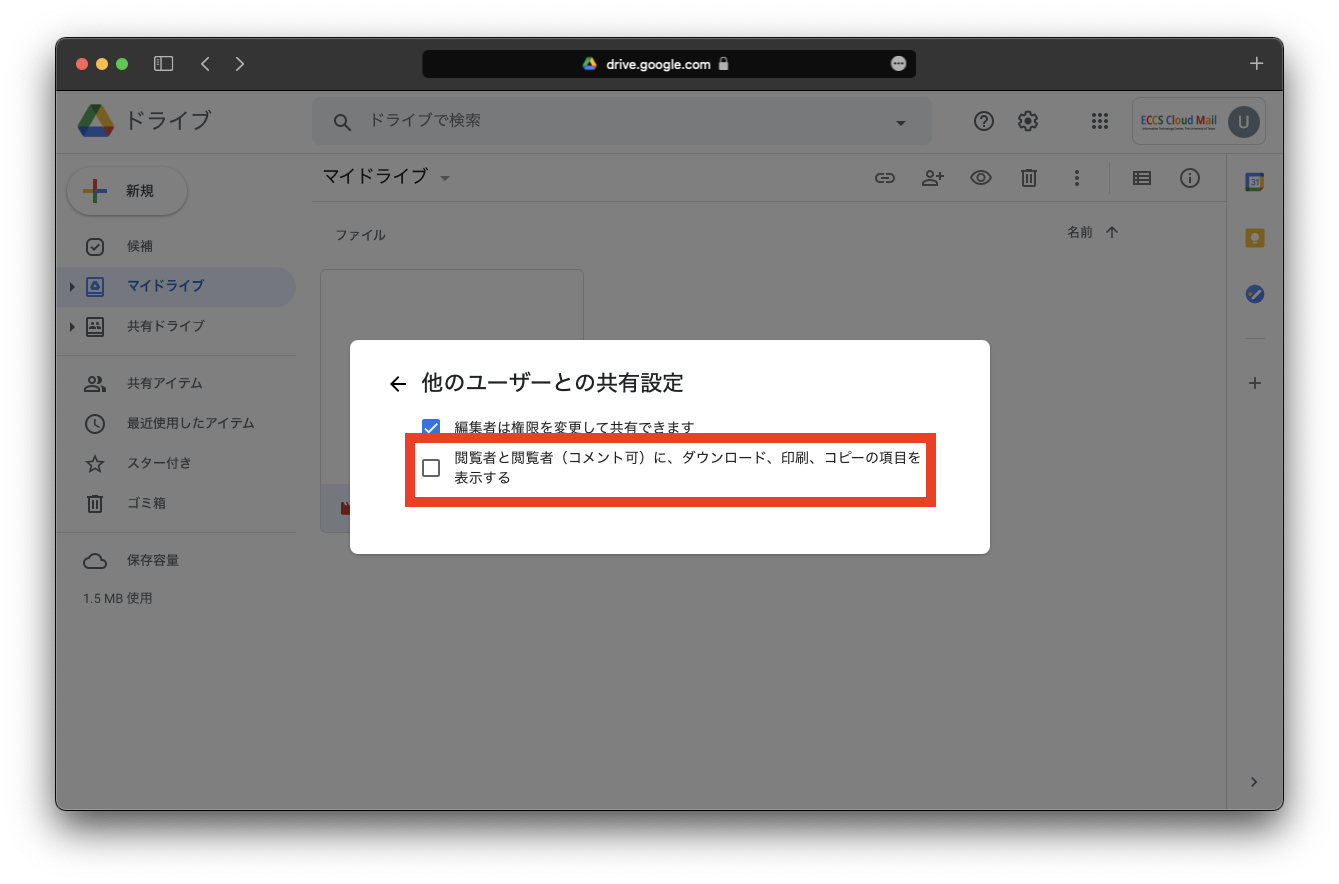 drive.google.com
ドライブ
ドライブで検索
ECCS Cloud Mail
U
新規
マイドライブ
31
候補
ファイル
名前
マイドライブ
共有ドライブ
他のユーザーとの共有設定
共有アイテム
最近使用したアイテム
編集者は権限を変更して共有できます
スター付き
閲覧者と閲覧者（コメント可）に、ダウンロード、印刷、コピーの項目を
表示する
ゴミ箱
保存容量
1.5 MB 使用